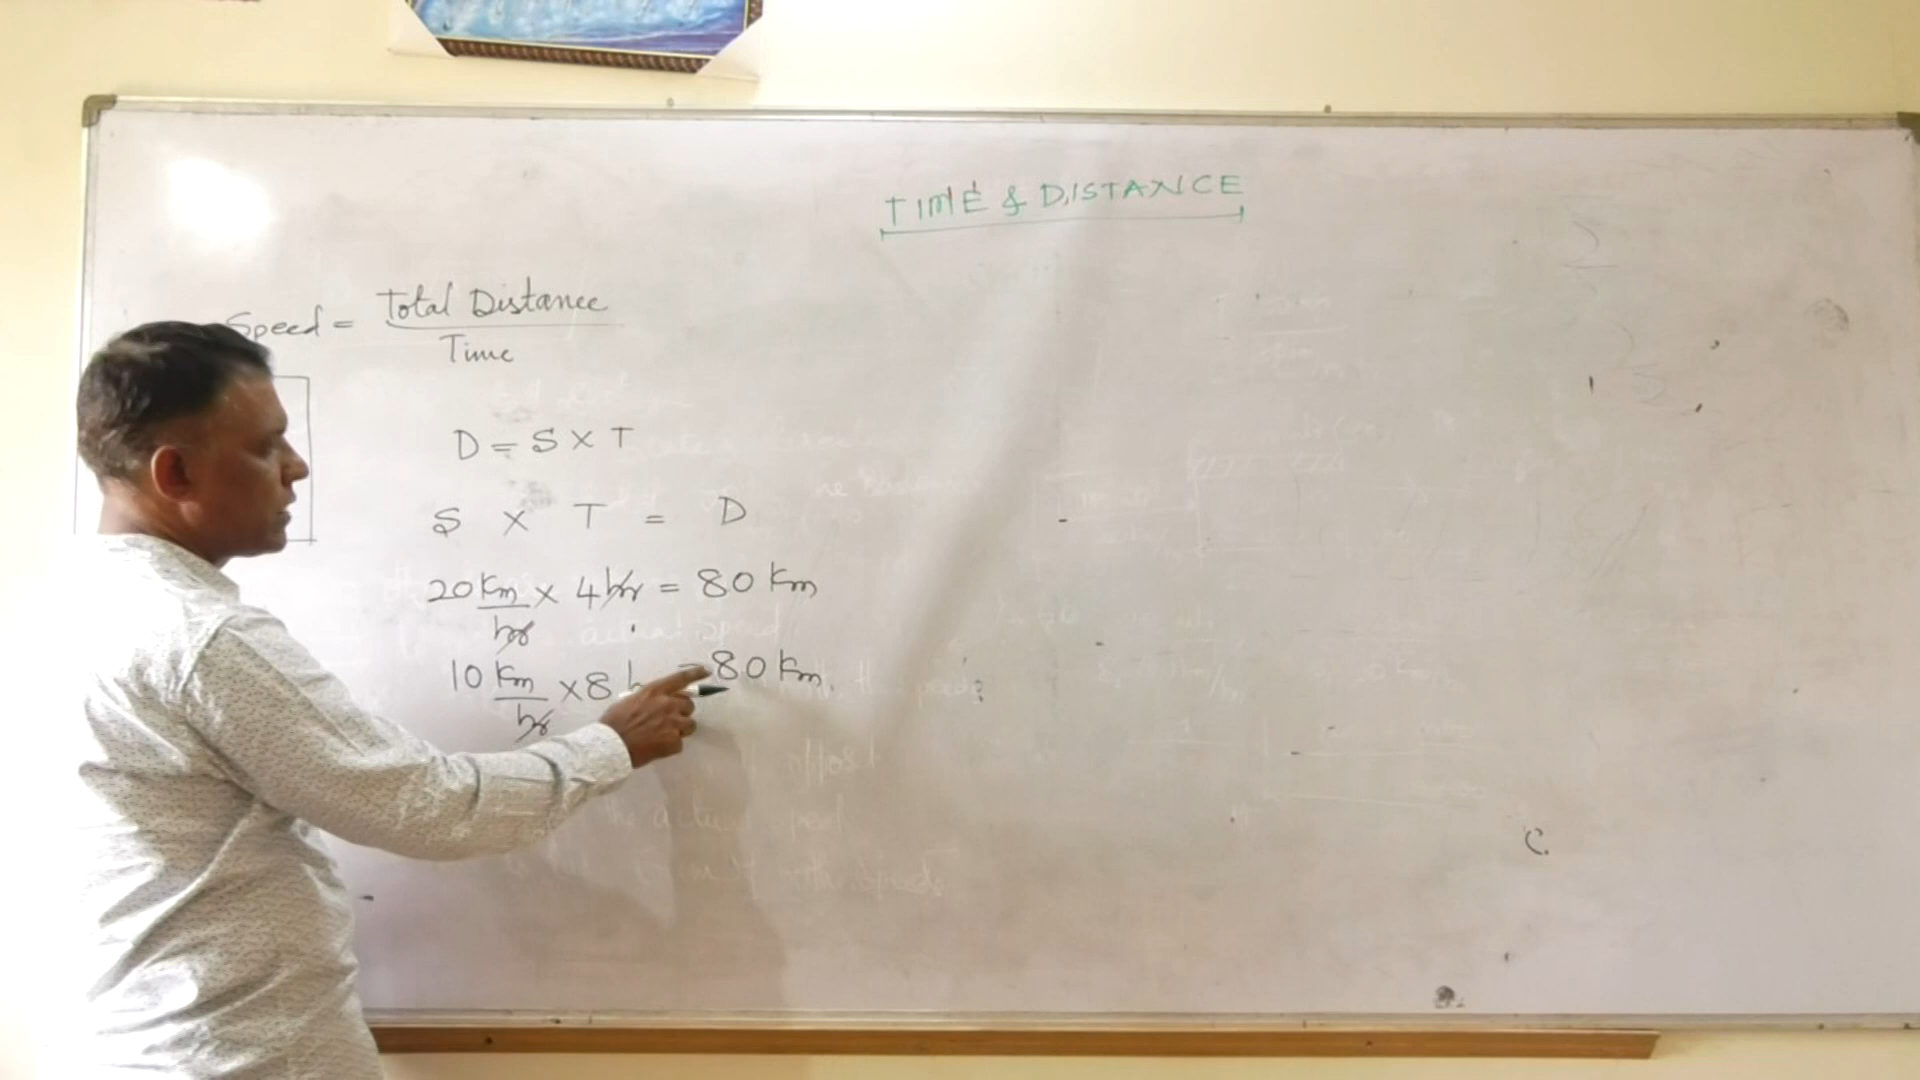 TIME & DISTANCE
Speed = Total Distance
Time
D = S X T
S X T = D
20 Km x 4 hr = 80 Km
hr
10 Km x 8 h = 80 Km.
hr